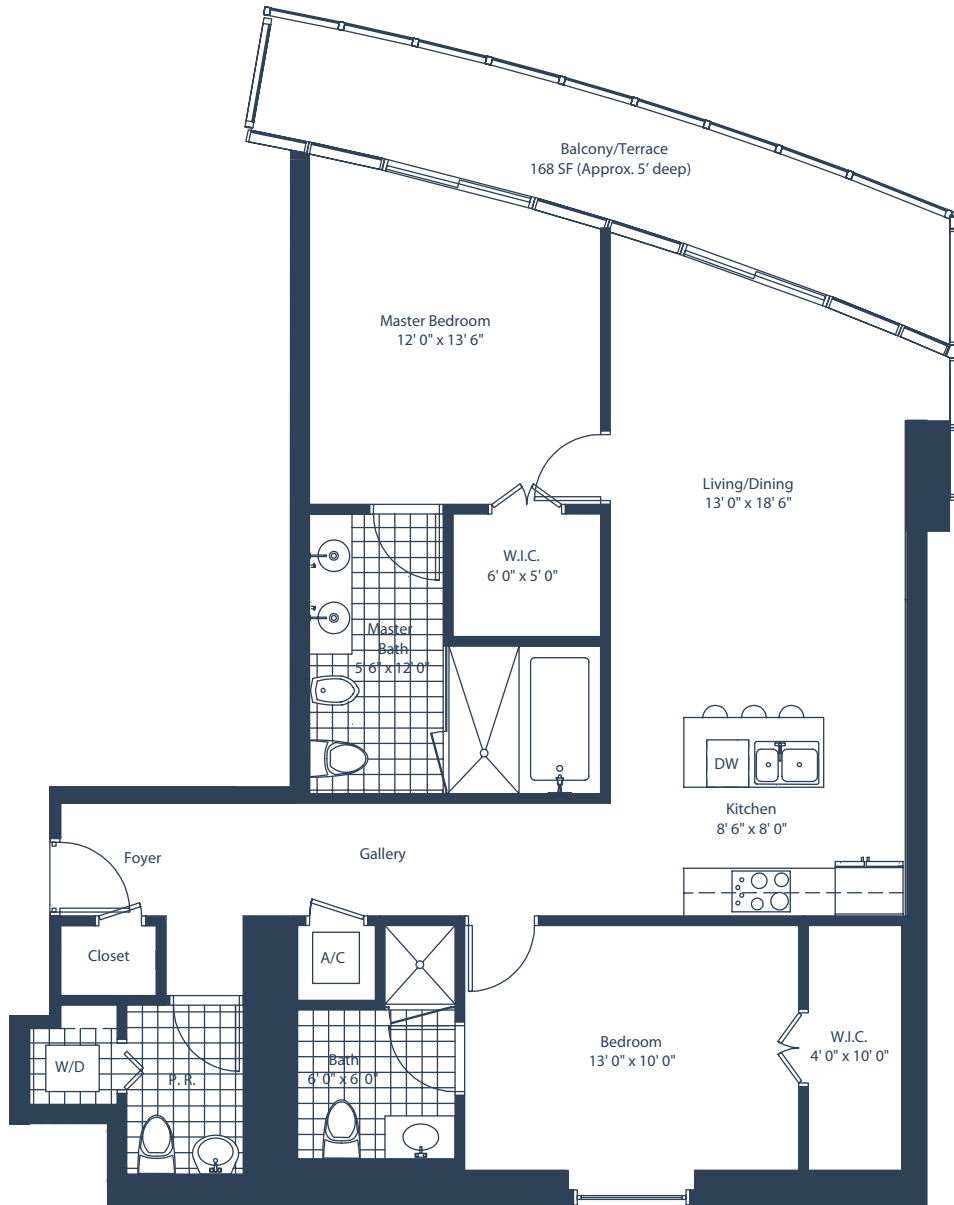 Balcony/Terrace
168 SF (Approx. 5' deep)
Master Bedroom
12' 0" x 13' 6"
Living/Dining
13' 0" x 18' 6"
W.I.C.
6' 0" x 5' 0"
Master
Bath
5' 6" x 12' 0"
DW
Kitchen
8' 6" x 8' 0"
Foyer
Gallery
Closet
A/C
W/D
P. R.
Bath
6' 0" x 6' 0"
Bedroom
13' 0" x 10' 0"
W.I.C.
4' 0" x 10' 0"